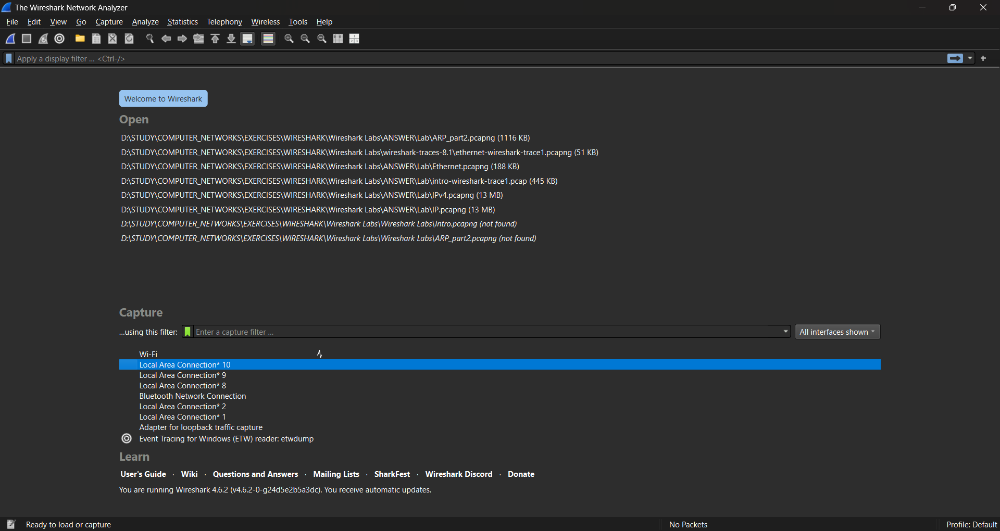 The Wireshark Network Analyzer
File Edit View Go Capture Analyze Statistics Telephony Wireless Tools Help
Apply a display filter ... <Ctrl-/>
Welcome to Wireshark
Open
D:\STUDY\COMPUTER_NETWORKS\EXERCISES\WIRESHARK\Wireshark Labs\ANSWER\Lab\ARP_part2.pcapng (1116 KB)
D:\STUDY\COMPUTER_NETWORKS\EXERCISES\WIRESHARK\Wireshark Labs\wireshark-traces-8.1\ethernet-wireshark-trace1.pcapng (51 KB)
D:\STUDY\COMPUTER_NETWORKS\EXERCISES\WIRESHARK\Wireshark Labs\ANSWER\Lab\Ethernet.pcapng (188 KB)
D:\STUDY\COMPUTER_NETWORKS\EXERCISES\WIRESHARK\Wireshark Labs\ANSWER\Lab\intro-wireshark-trace1.pcap (445 KB)
D:\STUDY\COMPUTER_NETWORKS\EXERCISES\WIRESHARK\Wireshark Labs\ANSWER\Lab\IPv4.pcapng (13 MB)
D:\STUDY\COMPUTER_NETWORKS\EXERCISES\WIRESHARK\Wireshark Labs\ANSWER\Lab\IP.pcapng (13 MB)
D:\STUDY\COMPUTER_NETWORKS\EXERCISES\WIRESHARK\Wireshark Labs\Wireshark Labs\Intro.pcapng (not found)
D:\STUDY\COMPUTER_NETWORKS\EXERCISES\WIRESHARK\Wireshark Labs\Wireshark Labs\ARP_part2.pcapng (not found)
Capture
...using this filter: Enter a capture filter ... All interfaces shown
Wi-Fi
Local Area Connection* 10
Local Area Connection* 9
Local Area Connection* 8
Bluetooth Network Connection
Local Area Connection* 2
Local Area Connection* 1
Adapter for loopback traffic capture
Event Tracing for Windows (ETW) reader: etwdump
Learn
User's Guide · Wiki · Questions and Answers · Mailing Lists · SharkFest · Wireshark Discord · Donate
You are running Wireshark 4.6.2 (v4.6.2-0-g24d5e2b5a3dc). You receive automatic updates.
Ready to load or capture No Packets Profile: Default